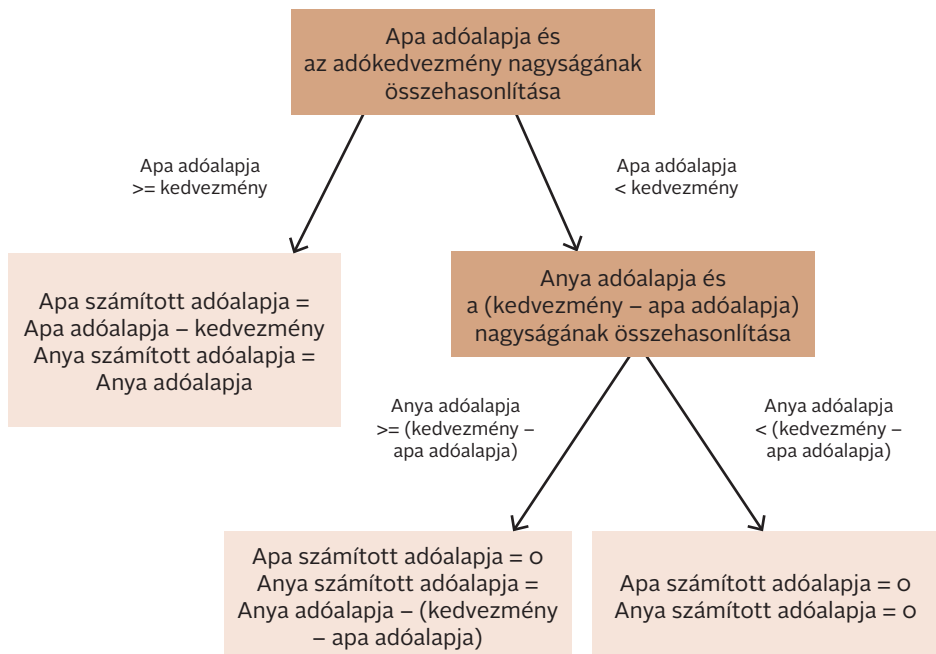 Apa adóalapja és
az adókedvezmény nagyságának
összehasonlítása
Apa adóalapja
>= kedvezmény
Apa adóalapja
< kedvezmény
Apa számított adóalapja =
Apa adóalapja – kedvezmény
Anya számított adóalapja =
Anya adóalapja
Anya adóalapja és
a (kedvezmény – apa adóalapja)
nagyságának összehasonlítása
Anya adóalapja
>= (kedvezmény –
apa adóalapja)
Anya adóalapja
< (kedvezmény –
apa adóalapja)
Apa számított adóalapja = 0
Anya számított adóalapja =
Anya adóalapja – (kedvezmény
– apa adóalapja)
Apa számított adóalapja = 0
Anya számított adóalapja = 0